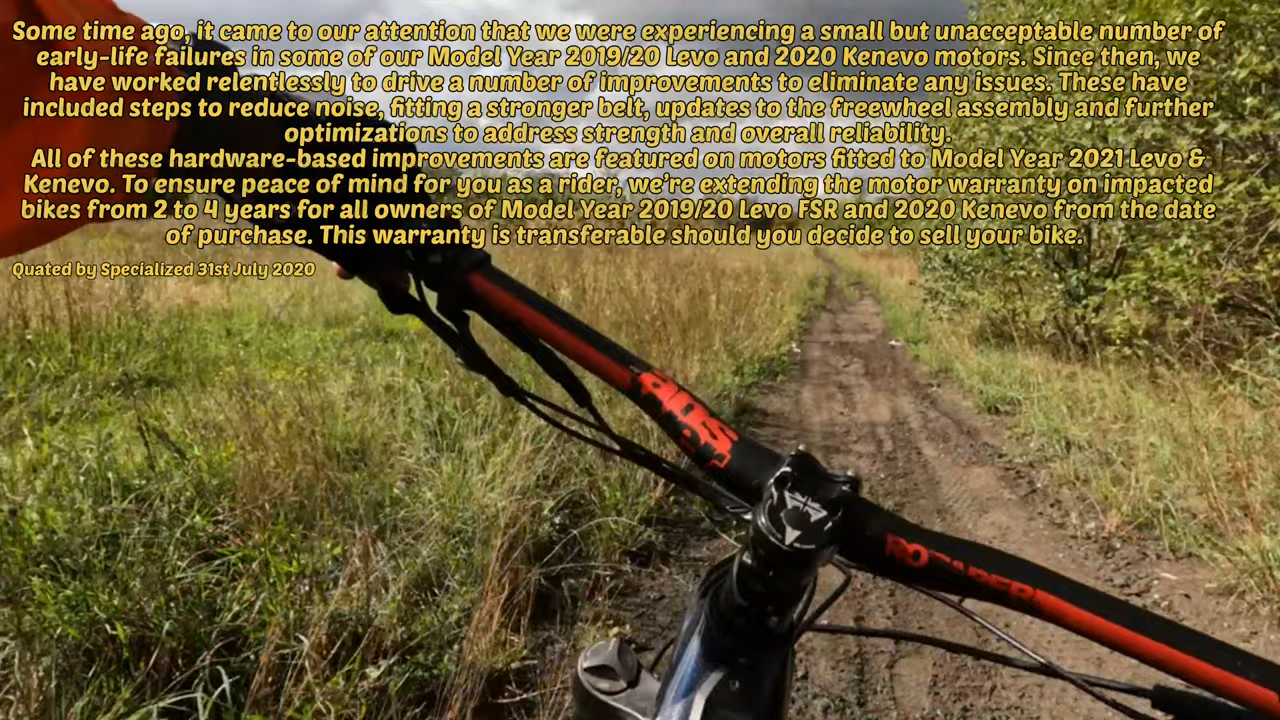 Some time ago, it came to our attention that we were experiencing a small but unacceptable number of
early-life failures in some of our Model Year 2019/20 Levo and 2020 Kenevo motors. Since then, we
have worked relentlessly to drive a number of improvements to eliminate any issues. These have
included steps to reduce noise, fitting a stronger belt, updates to the freewheel assembly and further
optimizations to address strength and overall reliability.
All of these hardware-based improvements are featured on motors fitted to Model Year 2021 Levo &
Kenevo. To ensure peace of mind for you as a rider, we're extending the motor warranty on impacted
bikes from 2 to 4 years for all owners of Model Year 2019/20 Levo FSR and 2020 Kenevo from the date
of purchase. This warranty is transferable should you decide to sell your bike.
Quated by Specialized 31st July 2020